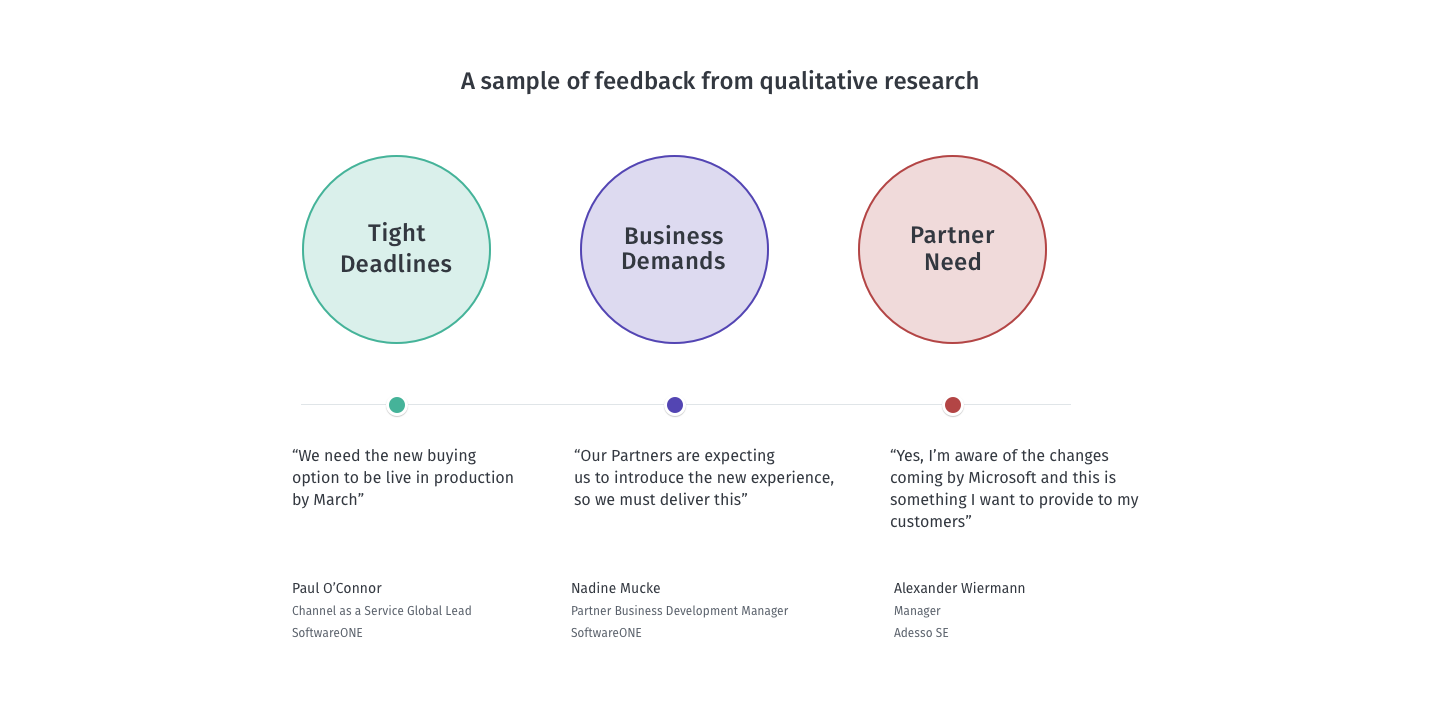 A sample of feedback from qualitative research
Tight
Deadlines
Business
Demands
Partner
Need
“We need the new buying
option to be live in production
by March”
“Our Partners are expecting
us to introduce the new experience,
so we must deliver this”
“Yes, I’m aware of the changes
coming by Microsoft and this is
something I want to provide to my
customers”
Paul O’Connor
Channel as a Service Global Lead
SoftwareONE
Nadine Mucke
Partner Business Development Manager
SoftwareONE
Alexander Wiermann
Manager
Adesso SE